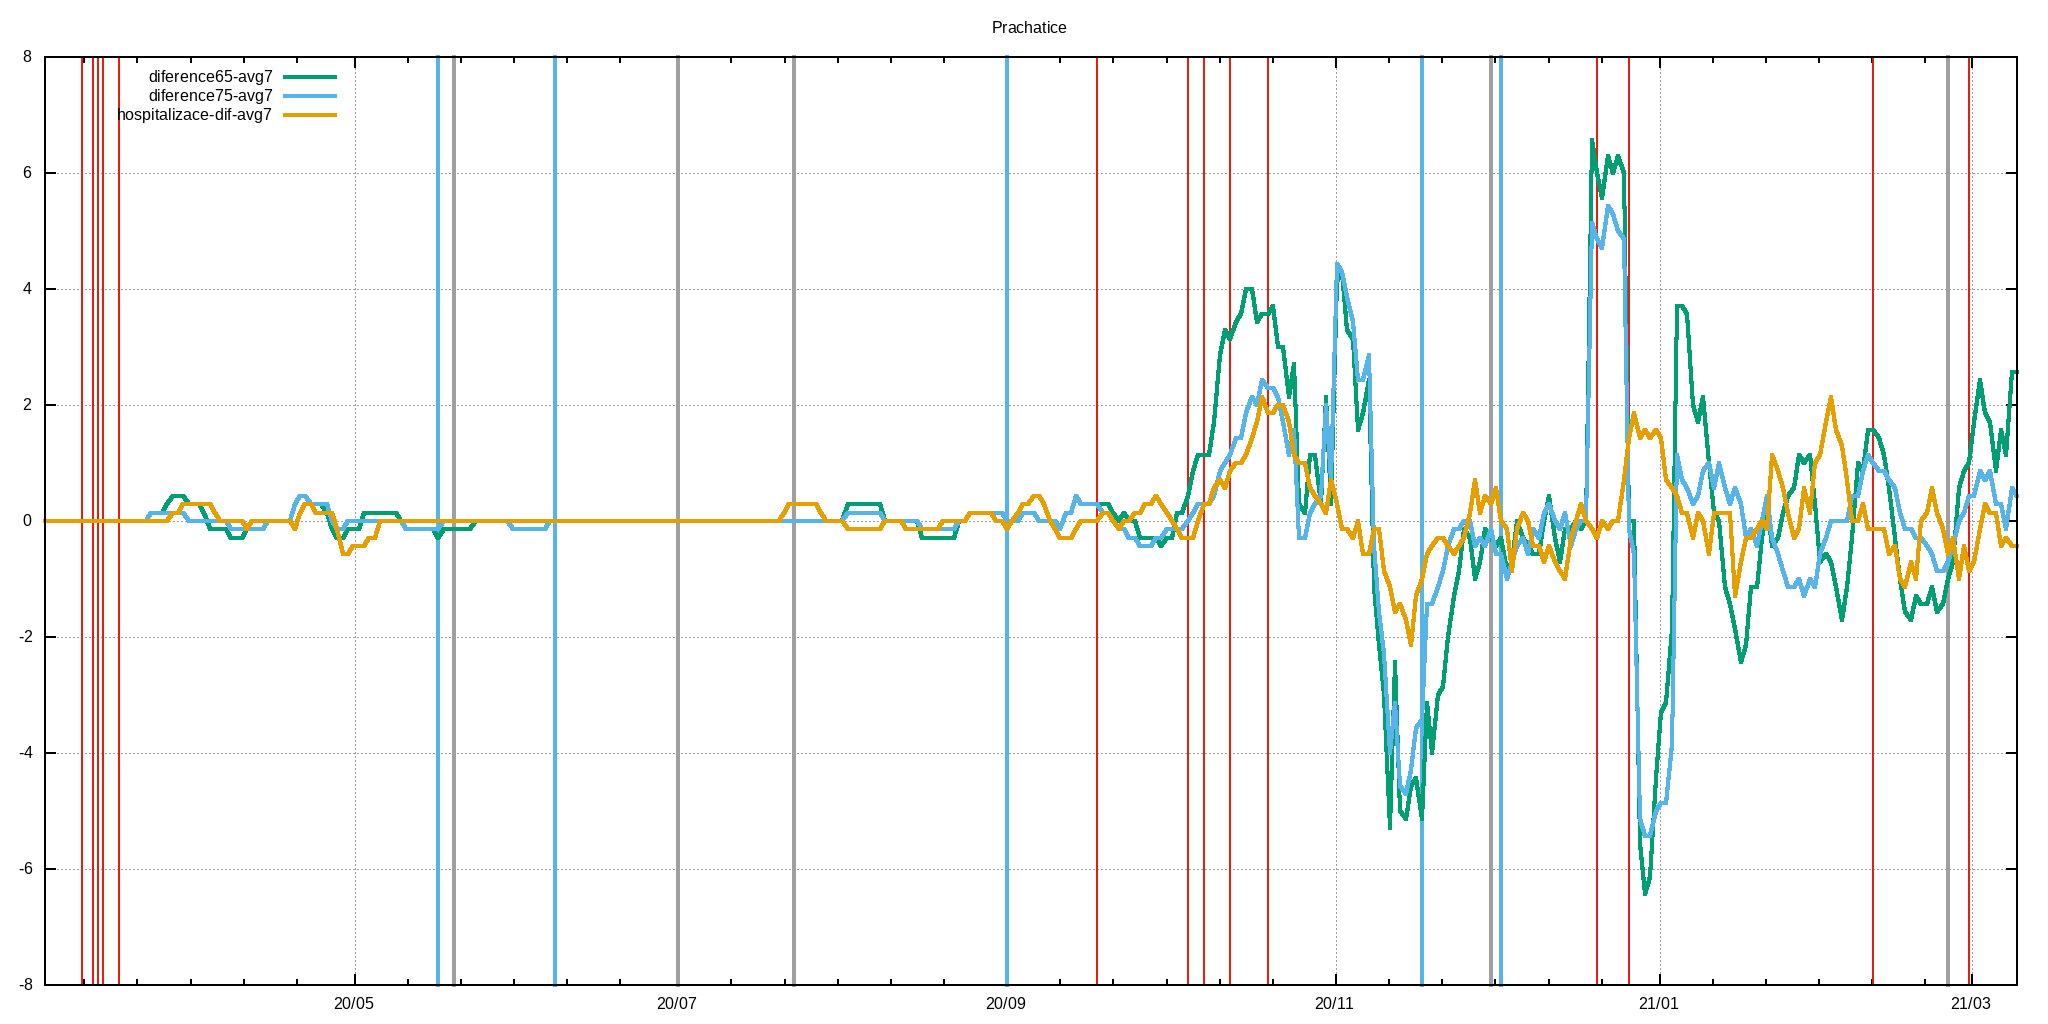 Prachatice
diference65-avg7
diference75-avg7
hospitalizace-dif-avg7
8
6
4
2
0
-2
-4
-6
-8
20/05 20/07 20/09 20/11 21/01 21/03